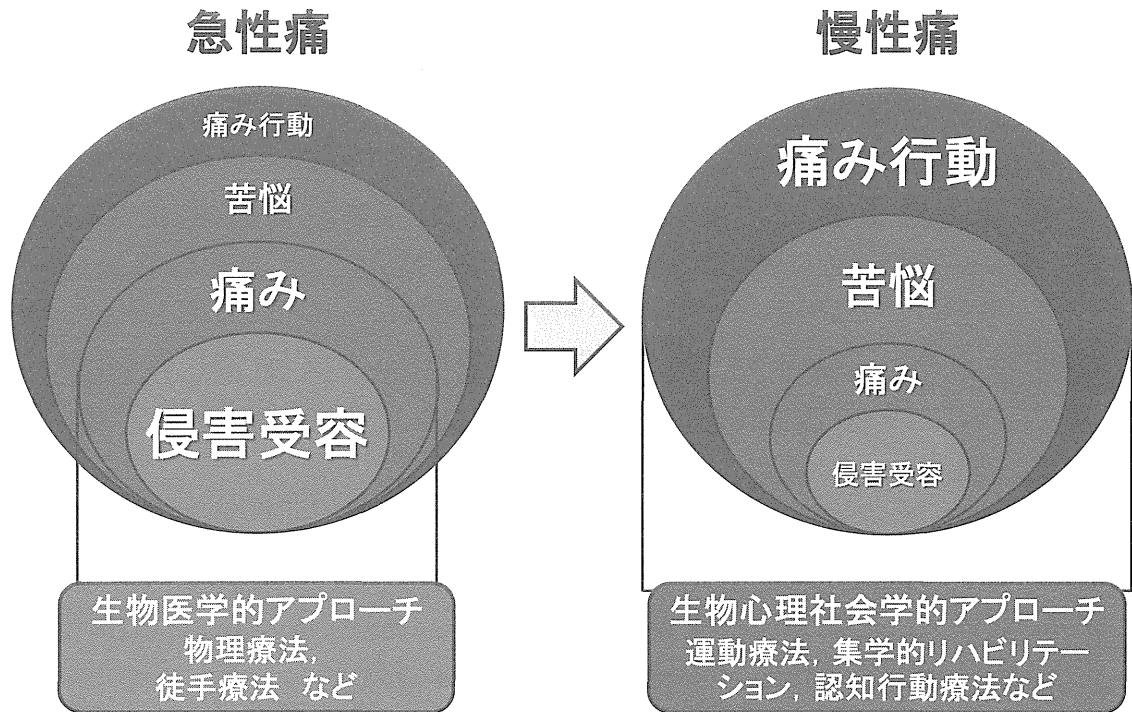 急性痛
痛み行動
苦悩
痛み
侵害受容
生物医学的アプローチ
物理療法，
徒手療法 など
慢性痛
痛み行動
苦悩
痛み
侵害受容
生物心理社会学的アプローチ
運動療法，集学的リハビリテー
ション，認知行動療法など